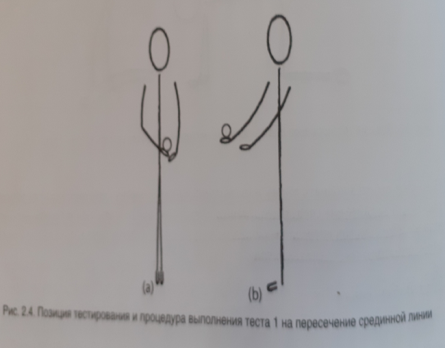 (a) (b)
Рис. 2.4. Позиция тестирования и процедура выполнения теста 1 на пересечение срединной линии